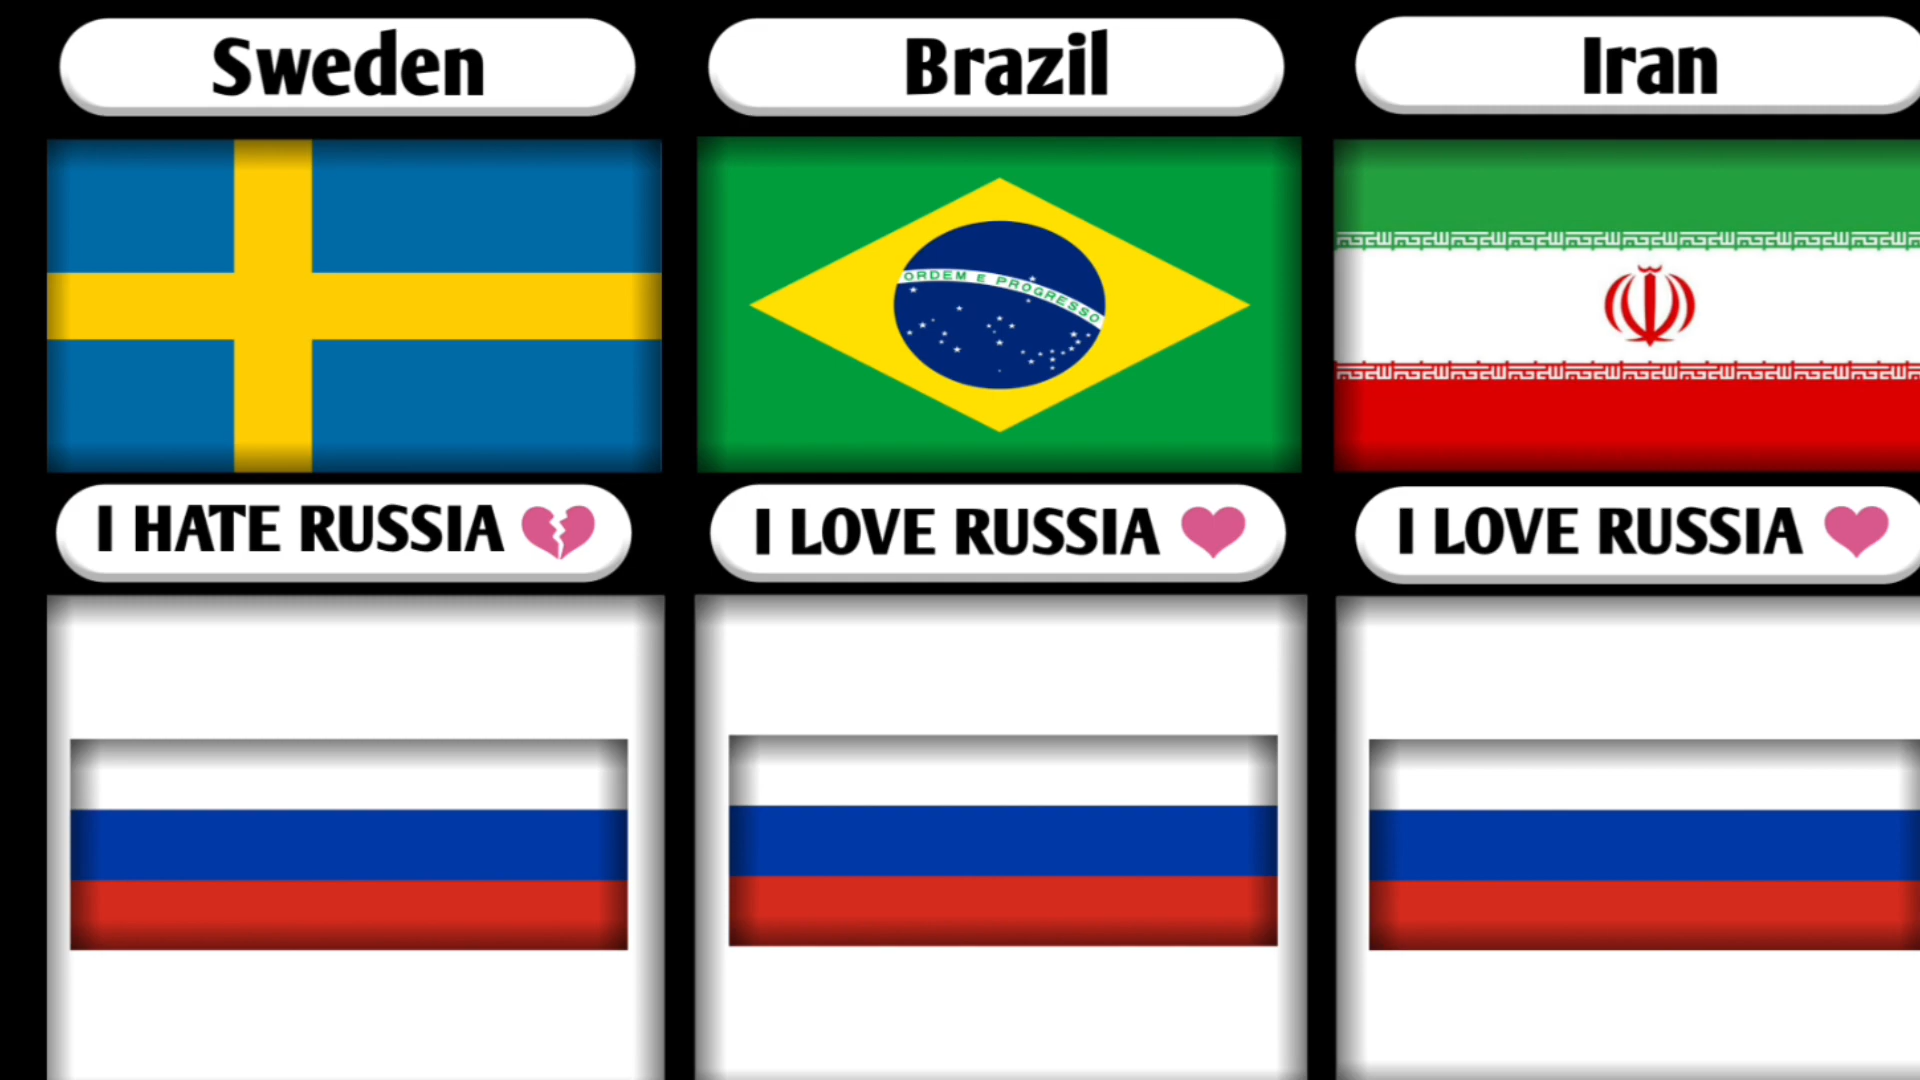 Sweden
Brazil
Iran
ORDEM E PROGRESSO
I HATE RUSSIA 💔
I LOVE RUSSIA ❤
I LOVE RUSSIA ❤